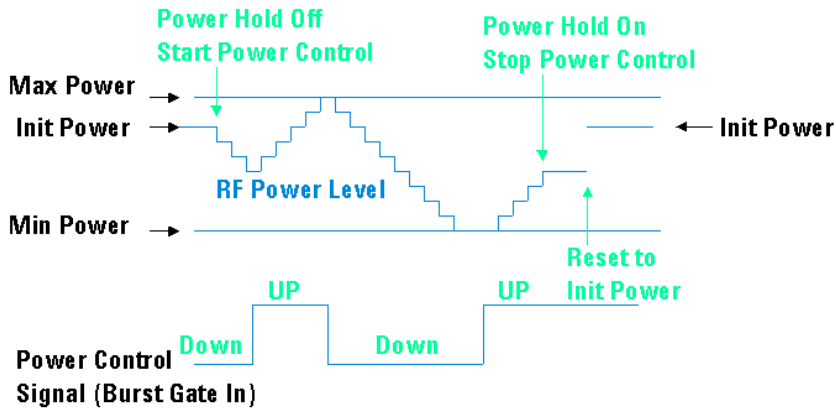 Power Hold Off
Start Power Control
Power Hold On
Stop Power Control
Max Power
Init Power
Init Power
RF Power Level
Min Power
Reset to
Init Power
UP
UP
Down
Down
Power Control
Signal (Burst Gate In)